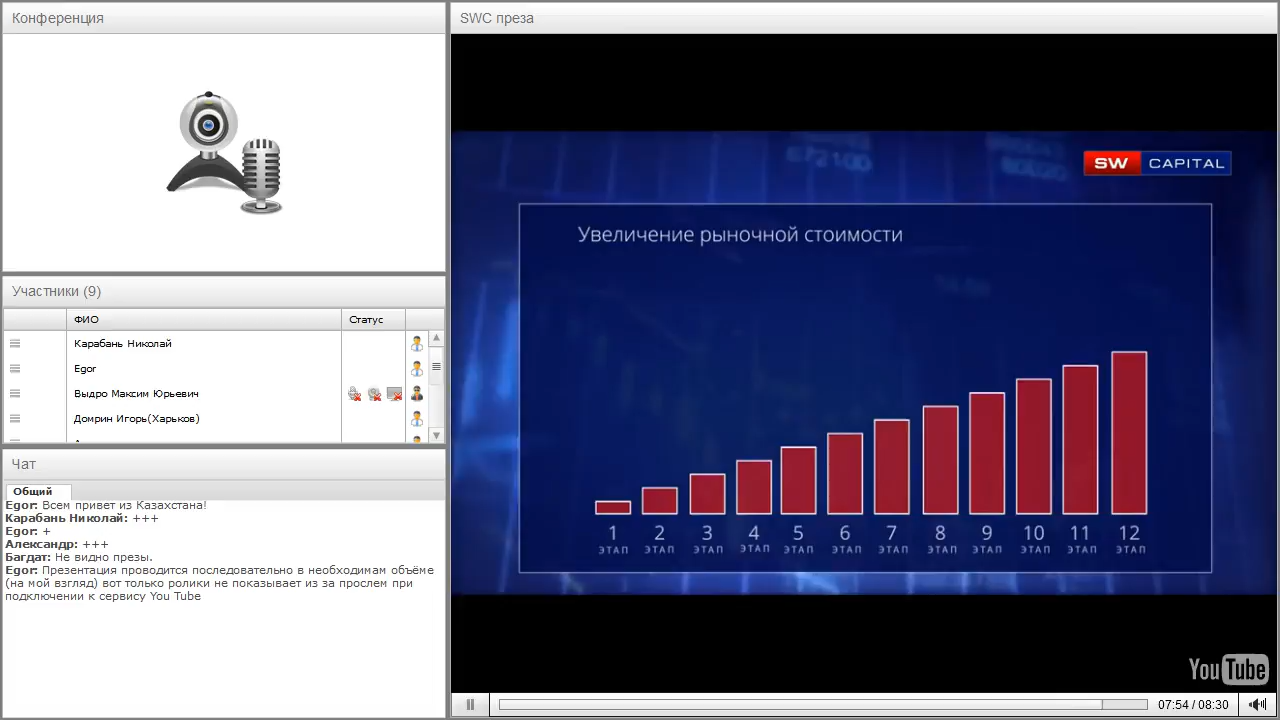 Конференция
SWC преза
SW CAPITAL
Увеличение рыночной стоимости
1 2 3 4 5 6 7 8 9 10 11 12
ЭТАП ЭТАП ЭТАП ЭТАП ЭТАП ЭТАП ЭТАП ЭТАП ЭТАП ЭТАП ЭТАП ЭТАП
YouTube
07:54 / 08:30
Участники (9)
ФИО Статус
Карабань Николай
Egor
Выдро Максим Юрьевич
Домрин Игорь(Харьков)
Чат
Общий
Egor: Всем привет из Казахстана!
Карабань Николай: +++
Egor: +
Александр: +++
Багдат: Не видно презы.
Egor: Презентация проводится последовательно в необходимам объёме
(на мой взгляд) вот только ролики не показывает из за прослем при
подключении к сервису You Tube